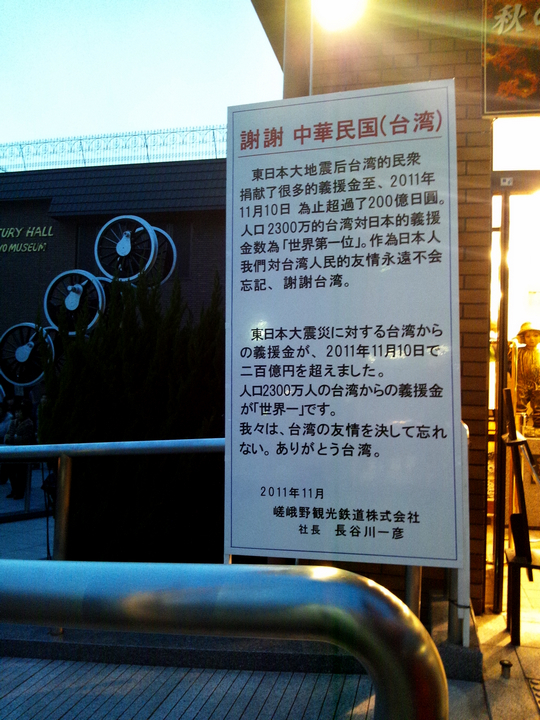 謝謝 中華民国(台湾)
東日本大地震后台湾的民衆
捐献了很多的義援金至、2011年
11月10日 為止超過了200億日圓。
人口2300万的台湾対日本的義援
金数為「世界第一位」。作為日本人
我們対台湾人民的友情永遠不会
忘記、謝謝台湾。
東日本大震災に対する台湾から
の義援金が、2011年11月10日で
二百億円を超えました。
人口2300万人の台湾からの義援金
が「世界一」です。
我々は、台湾の友情を決して忘れ
ない。ありがとう台湾。
2011年11月
嵯峨野観光鉄道株式会社
社長 長谷川一彦
TURY HALL
YO MUSEUM
秋の